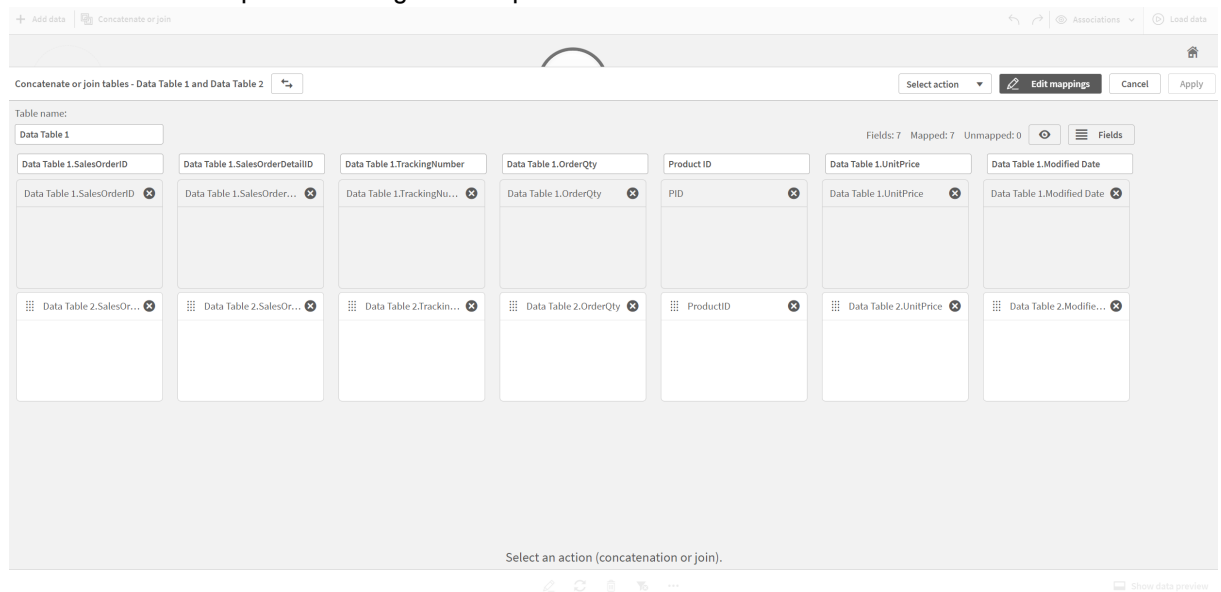 Add data Concatenate or join Associations Load data
Concatenate or join tables - Data Table 1 and Data Table 2 Select action Edit mappings Cancel Apply
Table name:
Data Table 1 Fields: 7 Mapped: 7 Unmapped: 0 Fields
Data Table 1.SalesOrderID Data Table 1.SalesOrderDetailID Data Table 1.TrackingNumber Data Table 1.OrderQty Product ID Data Table 1.UnitPrice Data Table 1.Modified Date
Data Table 1.SalesOrderID Data Table 1.SalesOrder... Data Table 1.TrackingNu... Data Table 1.OrderQty PID Data Table 1.UnitPrice Data Table 1.Modified Date
Data Table 2.SalesOr... Data Table 2.SalesOr... Data Table 2.Trackin... Data Table 2.OrderQty ProductID Data Table 2.UnitPrice Data Table 2.Modifie...
Select an action (concatenation or join).
Show data preview